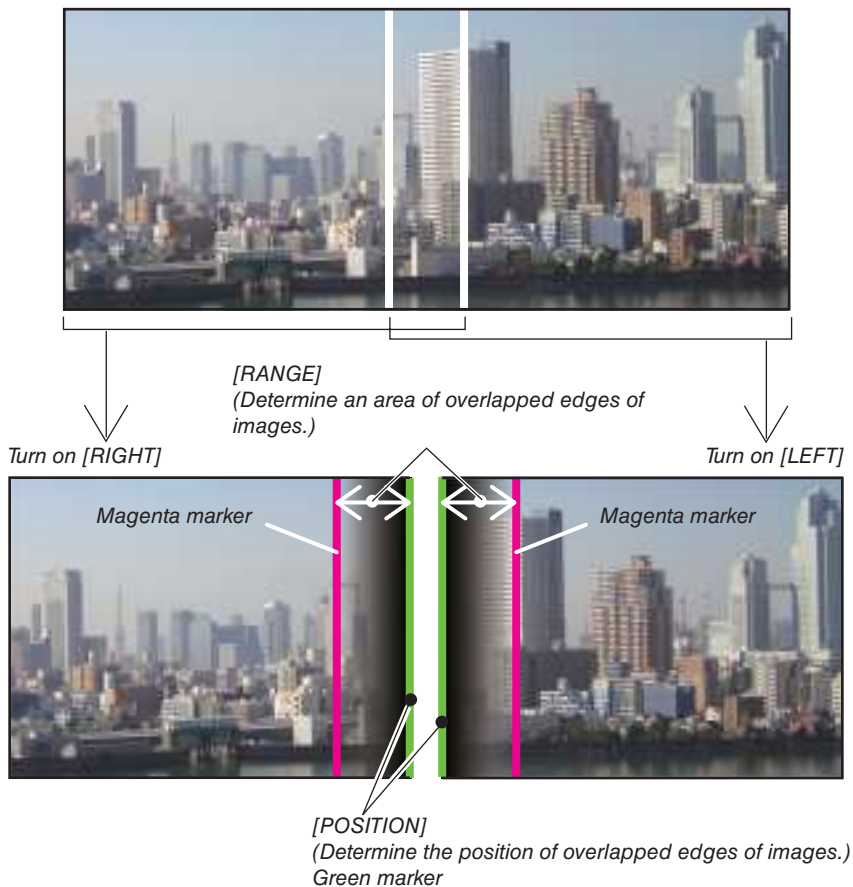 [RANGE]
(Determine an area of overlapped edges of
images.)
Turn on [RIGHT]
Turn on [LEFT]
Magenta marker
Magenta marker
[POSITION]
(Determine the position of overlapped edges of images.)
Green marker